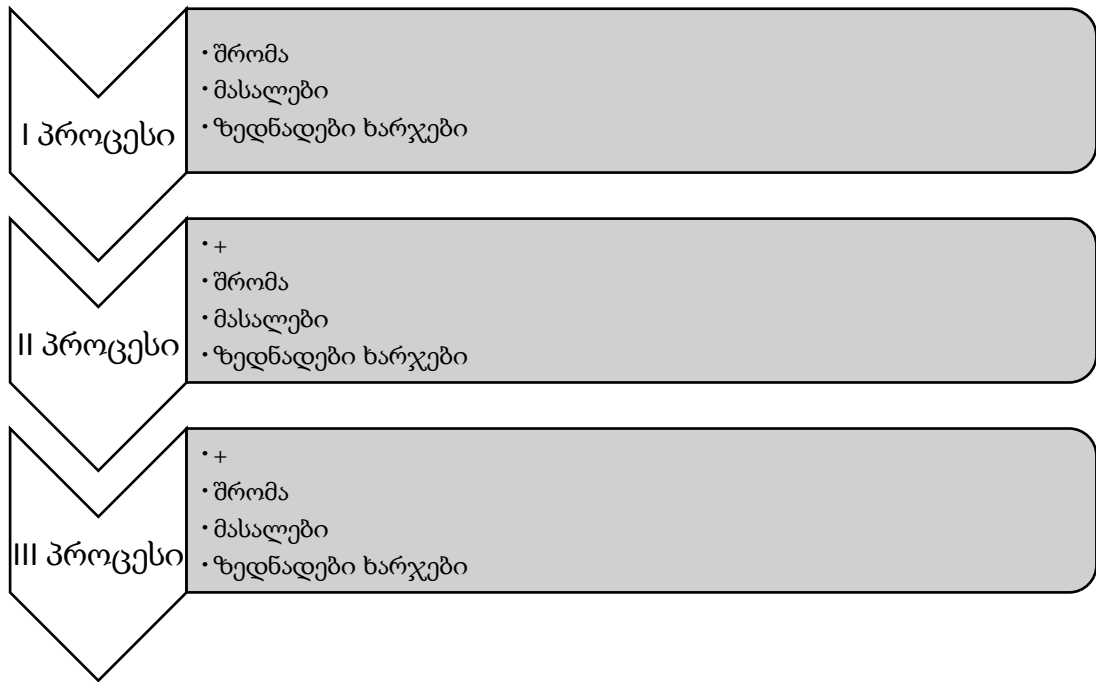 I პროცესი
· შრომა
· მასალები
· ზედნადები ხარჯები
II პროცესი
· +
· შრომა
· მასალები
· ზედნადები ხარჯები
III პროცესი
· +
· შრომა
· მასალები
· ზედნადები ხარჯები